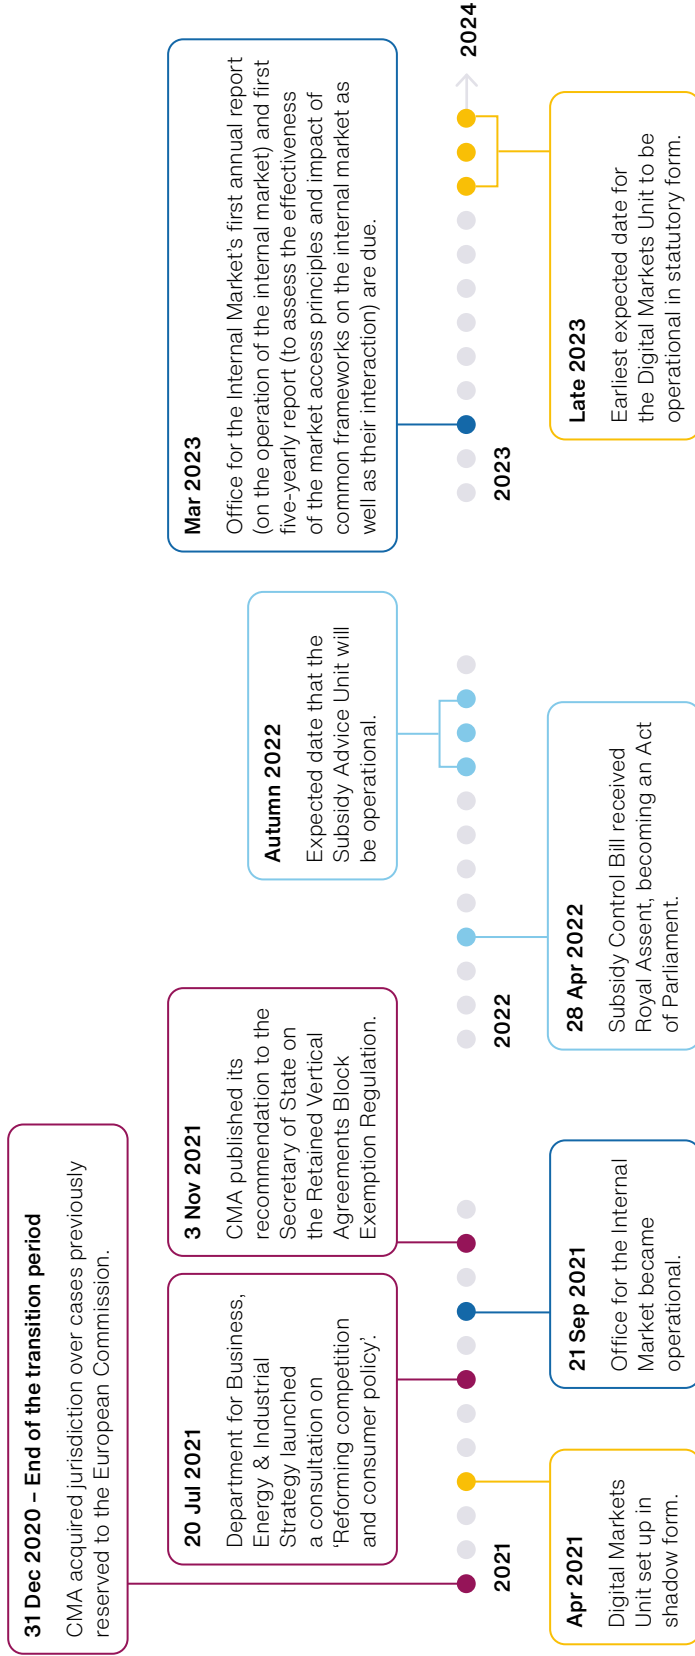 31 Dec 2020 – End of the transition period
CMA acquired jurisdiction over cases previously
reserved to the European Commission.
20 Jul 2021
Department for Business,
Energy & Industrial
Strategy launched
a consultation on
‘Reforming competition
and consumer policy’.
3 Nov 2021
CMA published its
recommendation to the
Secretary of State on
the Retained Vertical
Agreements Block
Exemption Regulation.
Autumn 2022
Expected date that the
Subsidy Advice Unit will
be operational.
Mar 2023
Office for the Internal Market’s first annual report
(on the operation of the internal market) and first
five-yearly report (to assess the effectiveness
of the market access principles and impact of
common frameworks on the internal market as
well as their interaction) are due.
2021
2022
2023
2024
Apr 2021
Digital Markets
Unit set up in
shadow form.
21 Sep 2021
Office for the Internal
Market became
operational.
28 Apr 2022
Subsidy Control Bill received
Royal Assent, becoming an Act
of Parliament.
Late 2023
Earliest expected date for
the Digital Markets Unit to be
operational in statutory form.